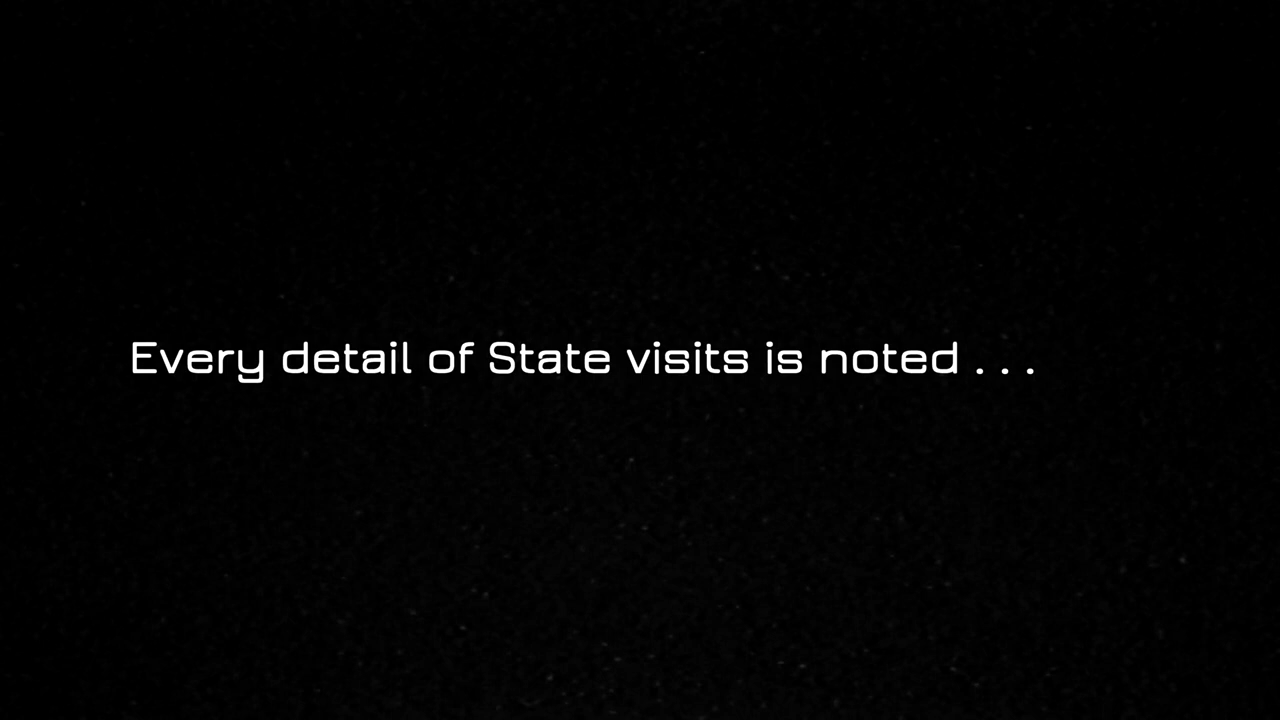 Every detail of State visits is noted . . .